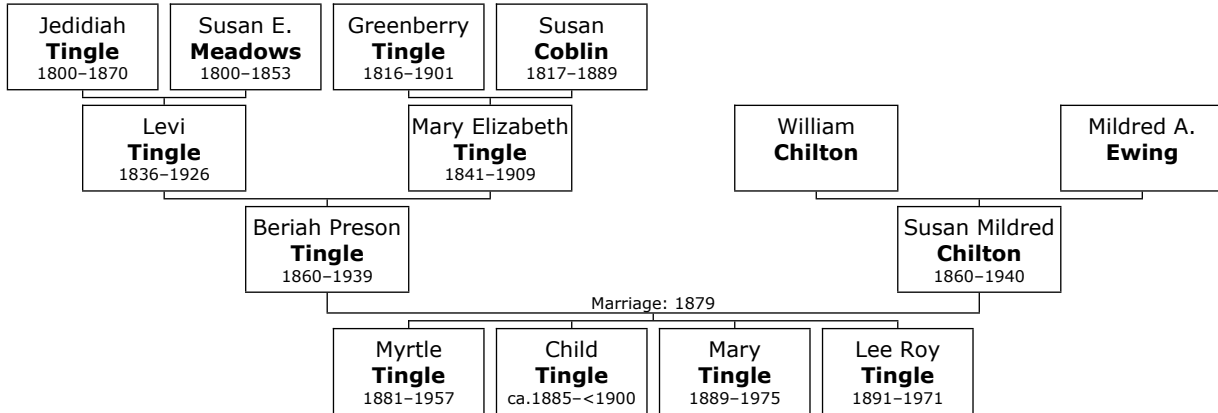 Jedidiah
Tingle
1800–1870
Susan E.
Meadows
1800–1853
Greenberry
Tingle
1816–1901
Susan
Coblin
1817–1889
Levi
Tingle
1836–1926
Mary Elizabeth
Tingle
1841–1909
William
Chilton
Mildred A.
Ewing
Beriah Preson
Tingle
1860–1939
Susan Mildred
Chilton
1860–1940
Marriage: 1879
Myrtle
Tingle
1881–1957
Child
Tingle
ca.1885–<1900
Mary
Tingle
1889–1975
Lee Roy
Tingle
1891–1971